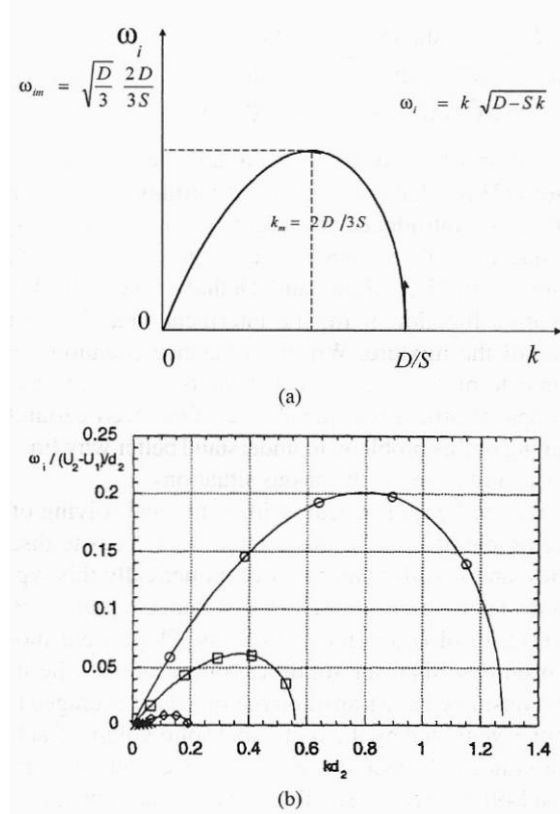 ω_i
ω_im = √(D/3) 2D/3S
ω_i = k √(D–Sk)
k_m = 2D/3S
0
0
D/S
k
(a)
0.25
ω_i / (U_2-U_1)/d_2
0.2
0.15
0.1
0.05
0
0 0.2 0.4 0.6 0.8 1 1.2 1.4
kd_2
(b)